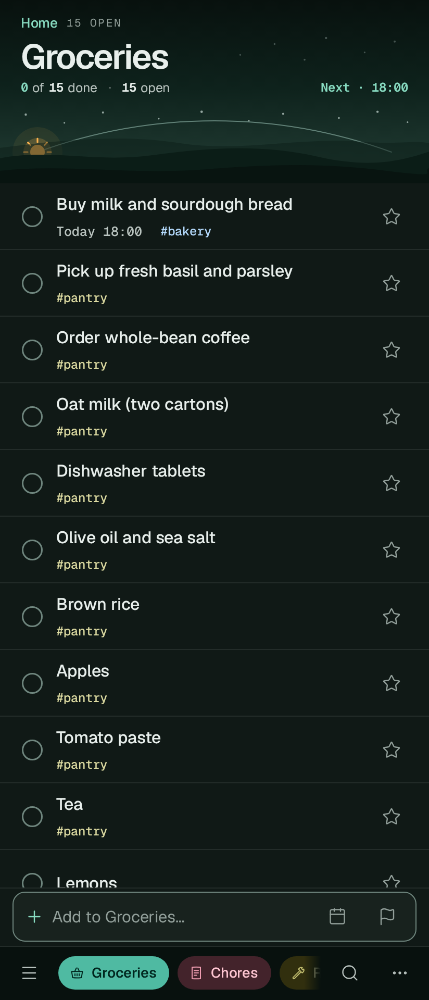 Home 15 OPEN
Groceries
0 of 15 done · 15 open Next · 18:00
Buy milk and sourdough bread
Today 18:00 #bakery
Pick up fresh basil and parsley
#pantry
Order whole-bean coffee
#pantry
Oat milk (two cartons)
#pantry
Dishwasher tablets
#pantry
Olive oil and sea salt
#pantry
Brown rice
#pantry
Apples
#pantry
Tomato paste
#pantry
Tea
#pantry
Lemons
Add to Groceries...
Groceries Chores